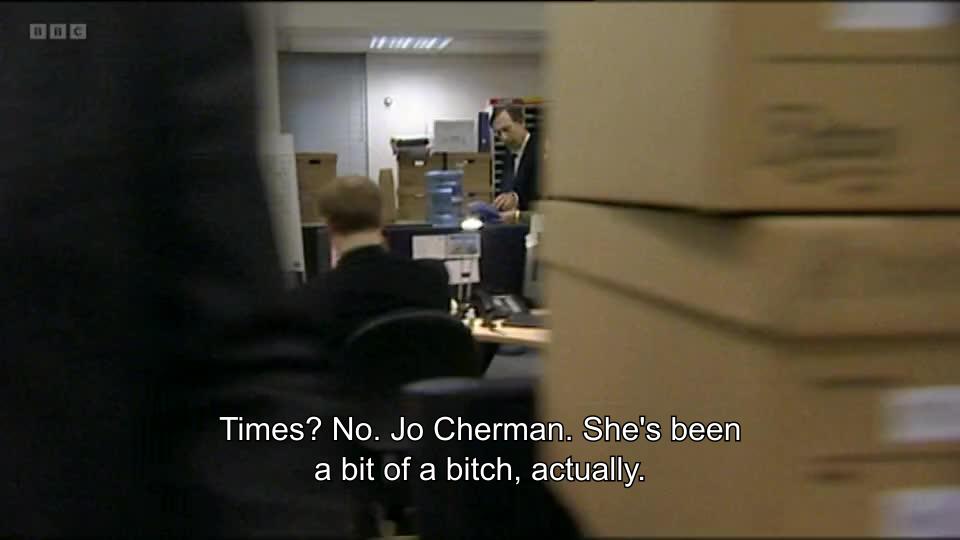 BBC
Times? No. Jo Cherman. She's been
a bit of a bitch, actually.